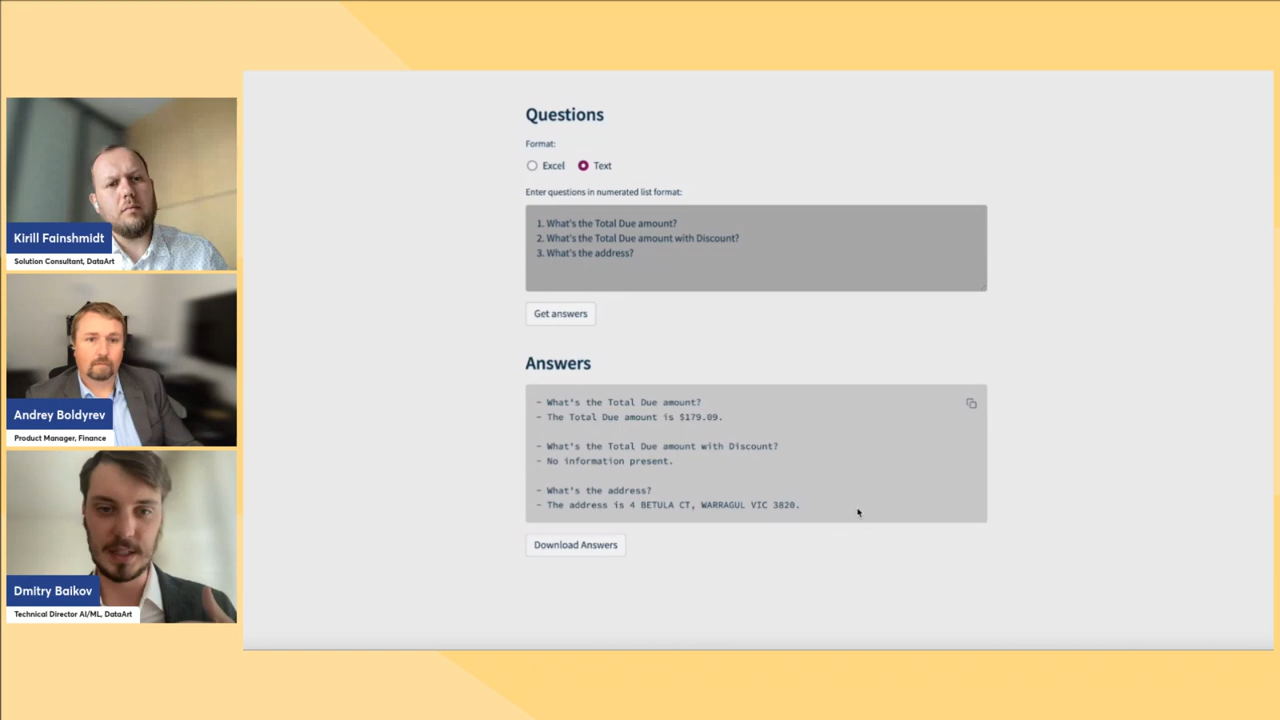 Kirill Fainshmidt
Solution Consultant, DataArt
Andrey Boldyrev
Product Manager, Finance
Dmitry Baikov
Technical Director AI/ML, DataArt
Questions
Format:
Excel
Text
Enter questions in numerated list format:
1. What's the Total Due amount?
2. What's the Total Due amount with Discount?
3. What's the address?
Get answers
Answers
- What's the Total Due amount?
- The Total Due amount is $179.09.
- What's the Total Due amount with Discount?
- No information present.
- What's the address?
- The address is 4 BETULA CT, WARRAGUL VIC 3820.
Download Answers